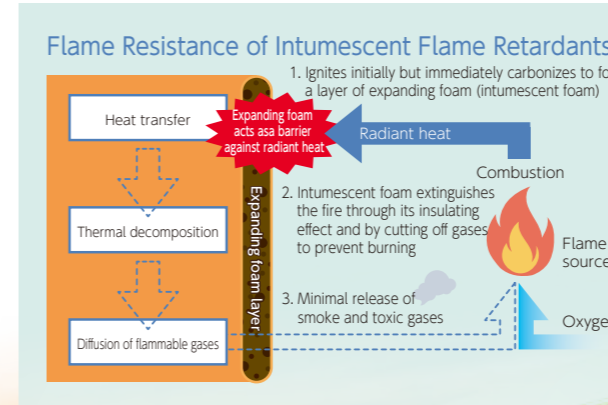 Flame Resistance of Intumescent Flame Retardants
1. Ignites initially but immediately carbonizes to
a layer of expanding foam (intumescent foam)
Heat transfer
Expanding foam
acts asa barrier
against radiant heat
Radiant heat
Combustion
2. Intumescent foam extinguishes
the fire through its insulating
effect and by cutting off gases
to prevent burning
Thermal decomposition
Expanding foam layer
Flame
source
3. Minimal release of
smoke and toxic gases
Diffusion of flammable gases